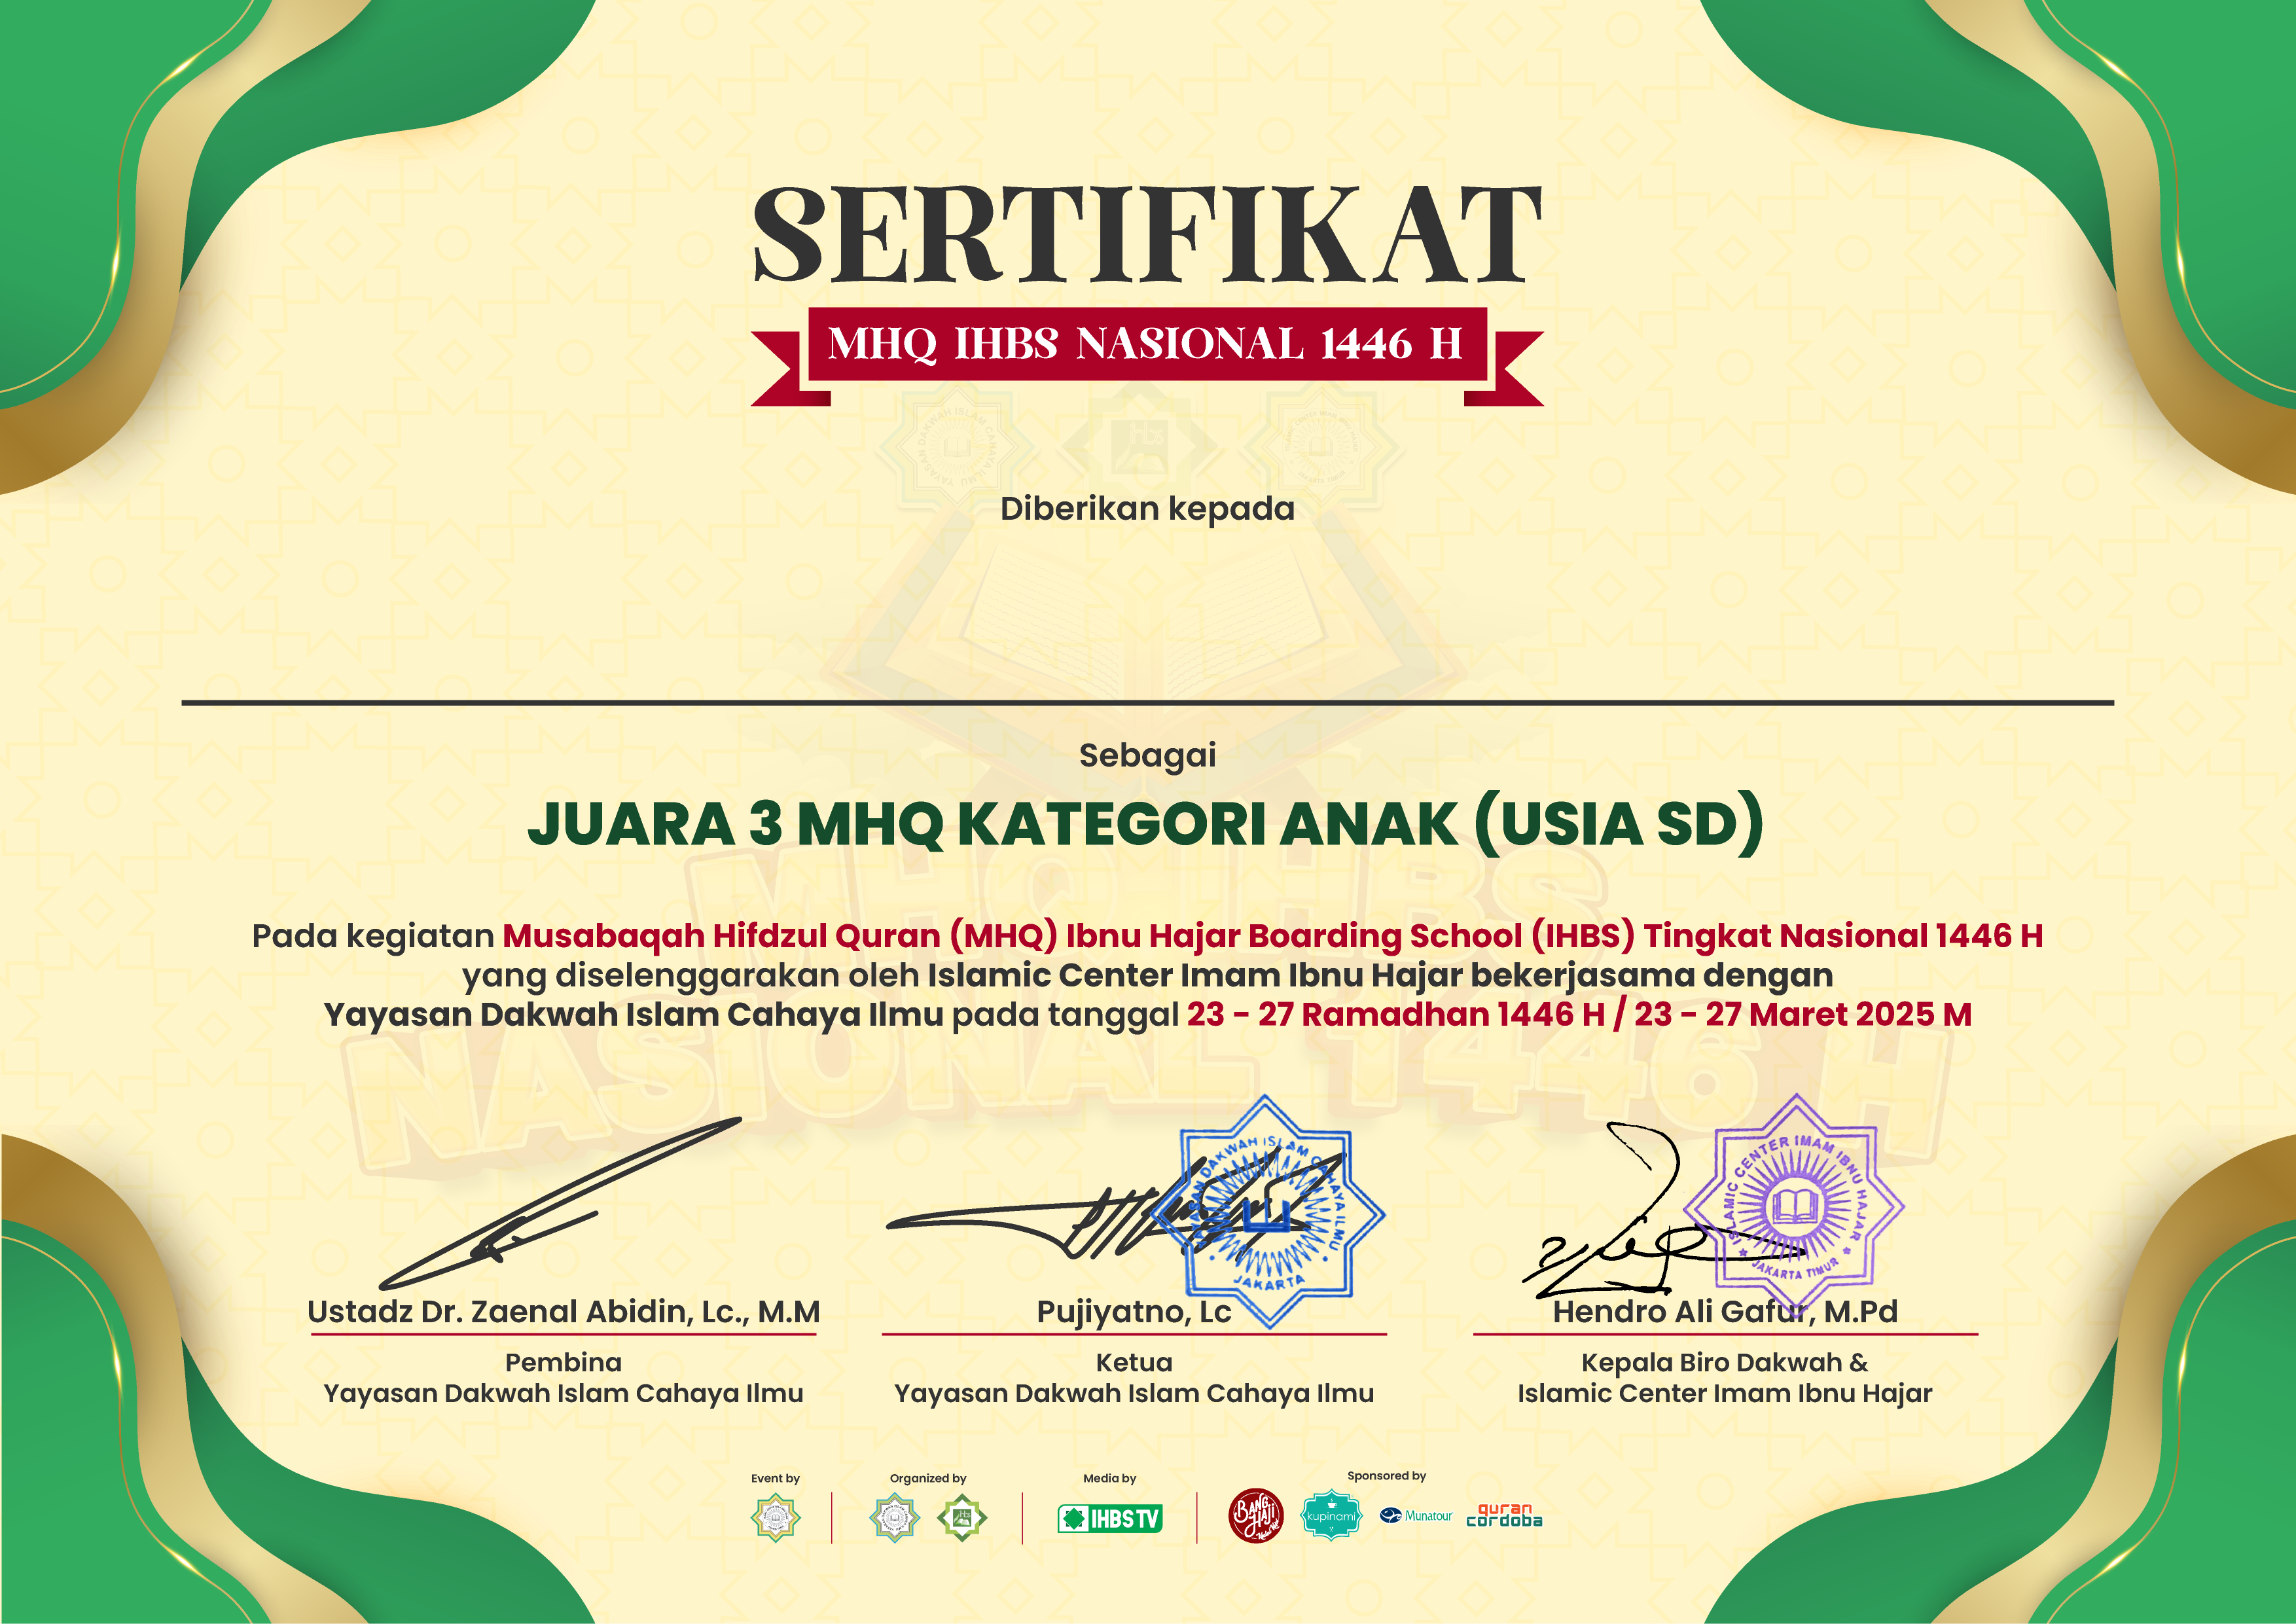 SERTIFIKAT
MHQ IHBS NASIONAL 1446 H
Diberikan kepada
Sebagai
JUARA 3 MHQ KATEGORI ANAK (USIA SD)
MHQ IHBS
NASIONAL 1446 H
Pada kegiatan Musabaqah Hifdzul Quran (MHQ) Ibnu Hajar Boarding School (IHBS) Tingkat Nasional 1446 H
yang diselenggarakan oleh Islamic Center Imam Ibnu Hajar bekerjasama dengan
Yayasan Dakwah Islam Cahaya Ilmu pada tanggal 23 - 27 Ramadhan 1446 H / 23 - 27 Maret 2025 M
YAYASAN DAKWAH ISLAM CAHAYA ILMU
JAKARTA
ISLAMIC CENTER IMAM IBNU HAJAR
JAKARTA TIMUR
Ustadz Dr. Zaenal Abidin, Lc., M.M
Pujiyatno, Lc
Hendro Ali Gafur, M.Pd
Pembina
Yayasan Dakwah Islam Cahaya Ilmu
Ketua
Yayasan Dakwah Islam Cahaya Ilmu
Kepala Biro Dakwah &
Islamic Center Imam Ibnu Hajar
Event by
Organized by
Media by
Sponsored by
IHBS TV
BANG HAJI
kupinami
Munatour
quran
cordoba